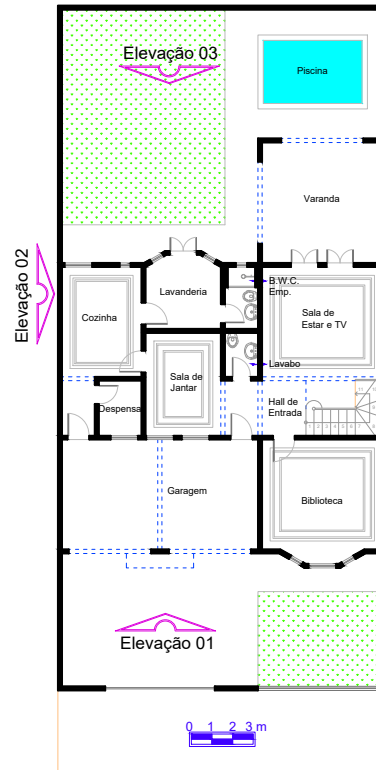 Elevação 03
Piscina
Varanda
Elevação 02
B.W.C.
Emp.
Lavanderia
Cozinha
Sala de
Estar e TV
Lavabo
Sala de
Jantar
Despensa
Hall de
Entrada
Garagem
Biblioteca
Elevação 01
0 1 2 3 m